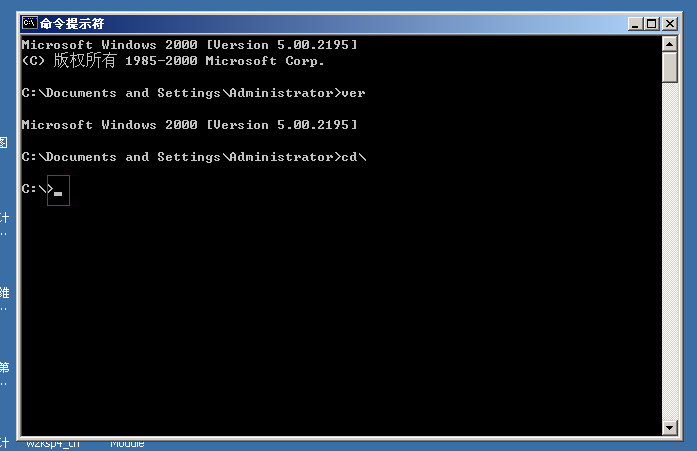 命令提示符
Microsoft Windows 2000 [Version 5.00.2195]
(C) 版权所有 1985-2000 Microsoft Corp.
C:\Documents and Settings\Administrator>ver
Microsoft Windows 2000 [Version 5.00.2195]
C:\Documents and Settings\Administrator>cd\
C:\>_
图
计
..
维
..
第
..
计
w2ksp4_cn
Module